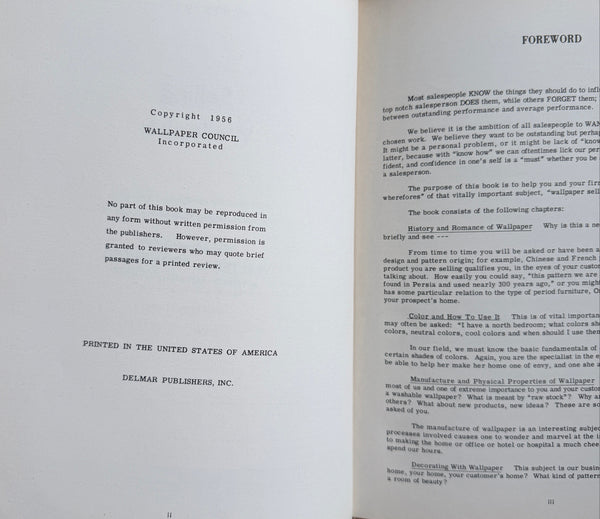 Copyright 1956
WALLPAPER COUNCIL
Incorporated
No part of this book may be reproduced in
any form without written permission from
the publishers. However, permission is
granted to reviewers who may quote brief
passages for a printed review.
PRINTED IN THE UNITED STATES OF AMERICA
DELMAR PUBLISHERS, INC.
ii
FOREWORD
Most salespeople KNOW the things they should do to infl
top notch salesperson DOES them, while others FORGET them;
between outstanding performance and average performance.
We believe it is the ambition of all salespeople to WAN
chosen work. We believe they want to be outstanding but perhap
It might be a personal problem, or it might be lack of "know
latter, because with "know how" we can oftentimes lick our per
fident, and confidence in one's self is a "must" whether you be
a salesperson.
The purpose of this book is to help you and your fir
wherefores" of that vitally important subject, "wallpaper sell
The book consists of the following chapters:
History and Romance of Wallpaper Why is this a ne
briefly and see ---
From time to time you will be asked or have been a
design and pattern origin; for example, Chinese and French
product you are selling qualifies you, in the eyes of your custom
talking about. How easily you could say, "this pattern we are
found in Persia and used nearly 300 years ago," or you might
has some particular relation to the type of period furniture, O
your prospect's home.
Color and How To Use It This is of vital importan
may often be asked: "I have a north bedroom; what colors sh
colors, neutral colors, cool colors and when should I use them
In our field, we must know the basic fundamentals of
certain shades of colors. Again, you are the specialist in the e
be able to help her make her home one of envy, and one she a
Manufacture and Physical Properties of Wallpaper
most of us and one of extreme importance to you and your custom
a washable wallpaper? What is meant by "raw stock"? Why ar
others? What about new products, new ideas? These are so
asked of you.
The manufacture of wallpaper is an interesting subjec
processes involved causes one to wonder and marvel at the i
to making the home or office or hotel or hospital a much chee
spend our hours.
Decorating With Wallpaper This subject is our busine
home, your home, your customer's home? What kind of pattern
a room of beauty?
iii